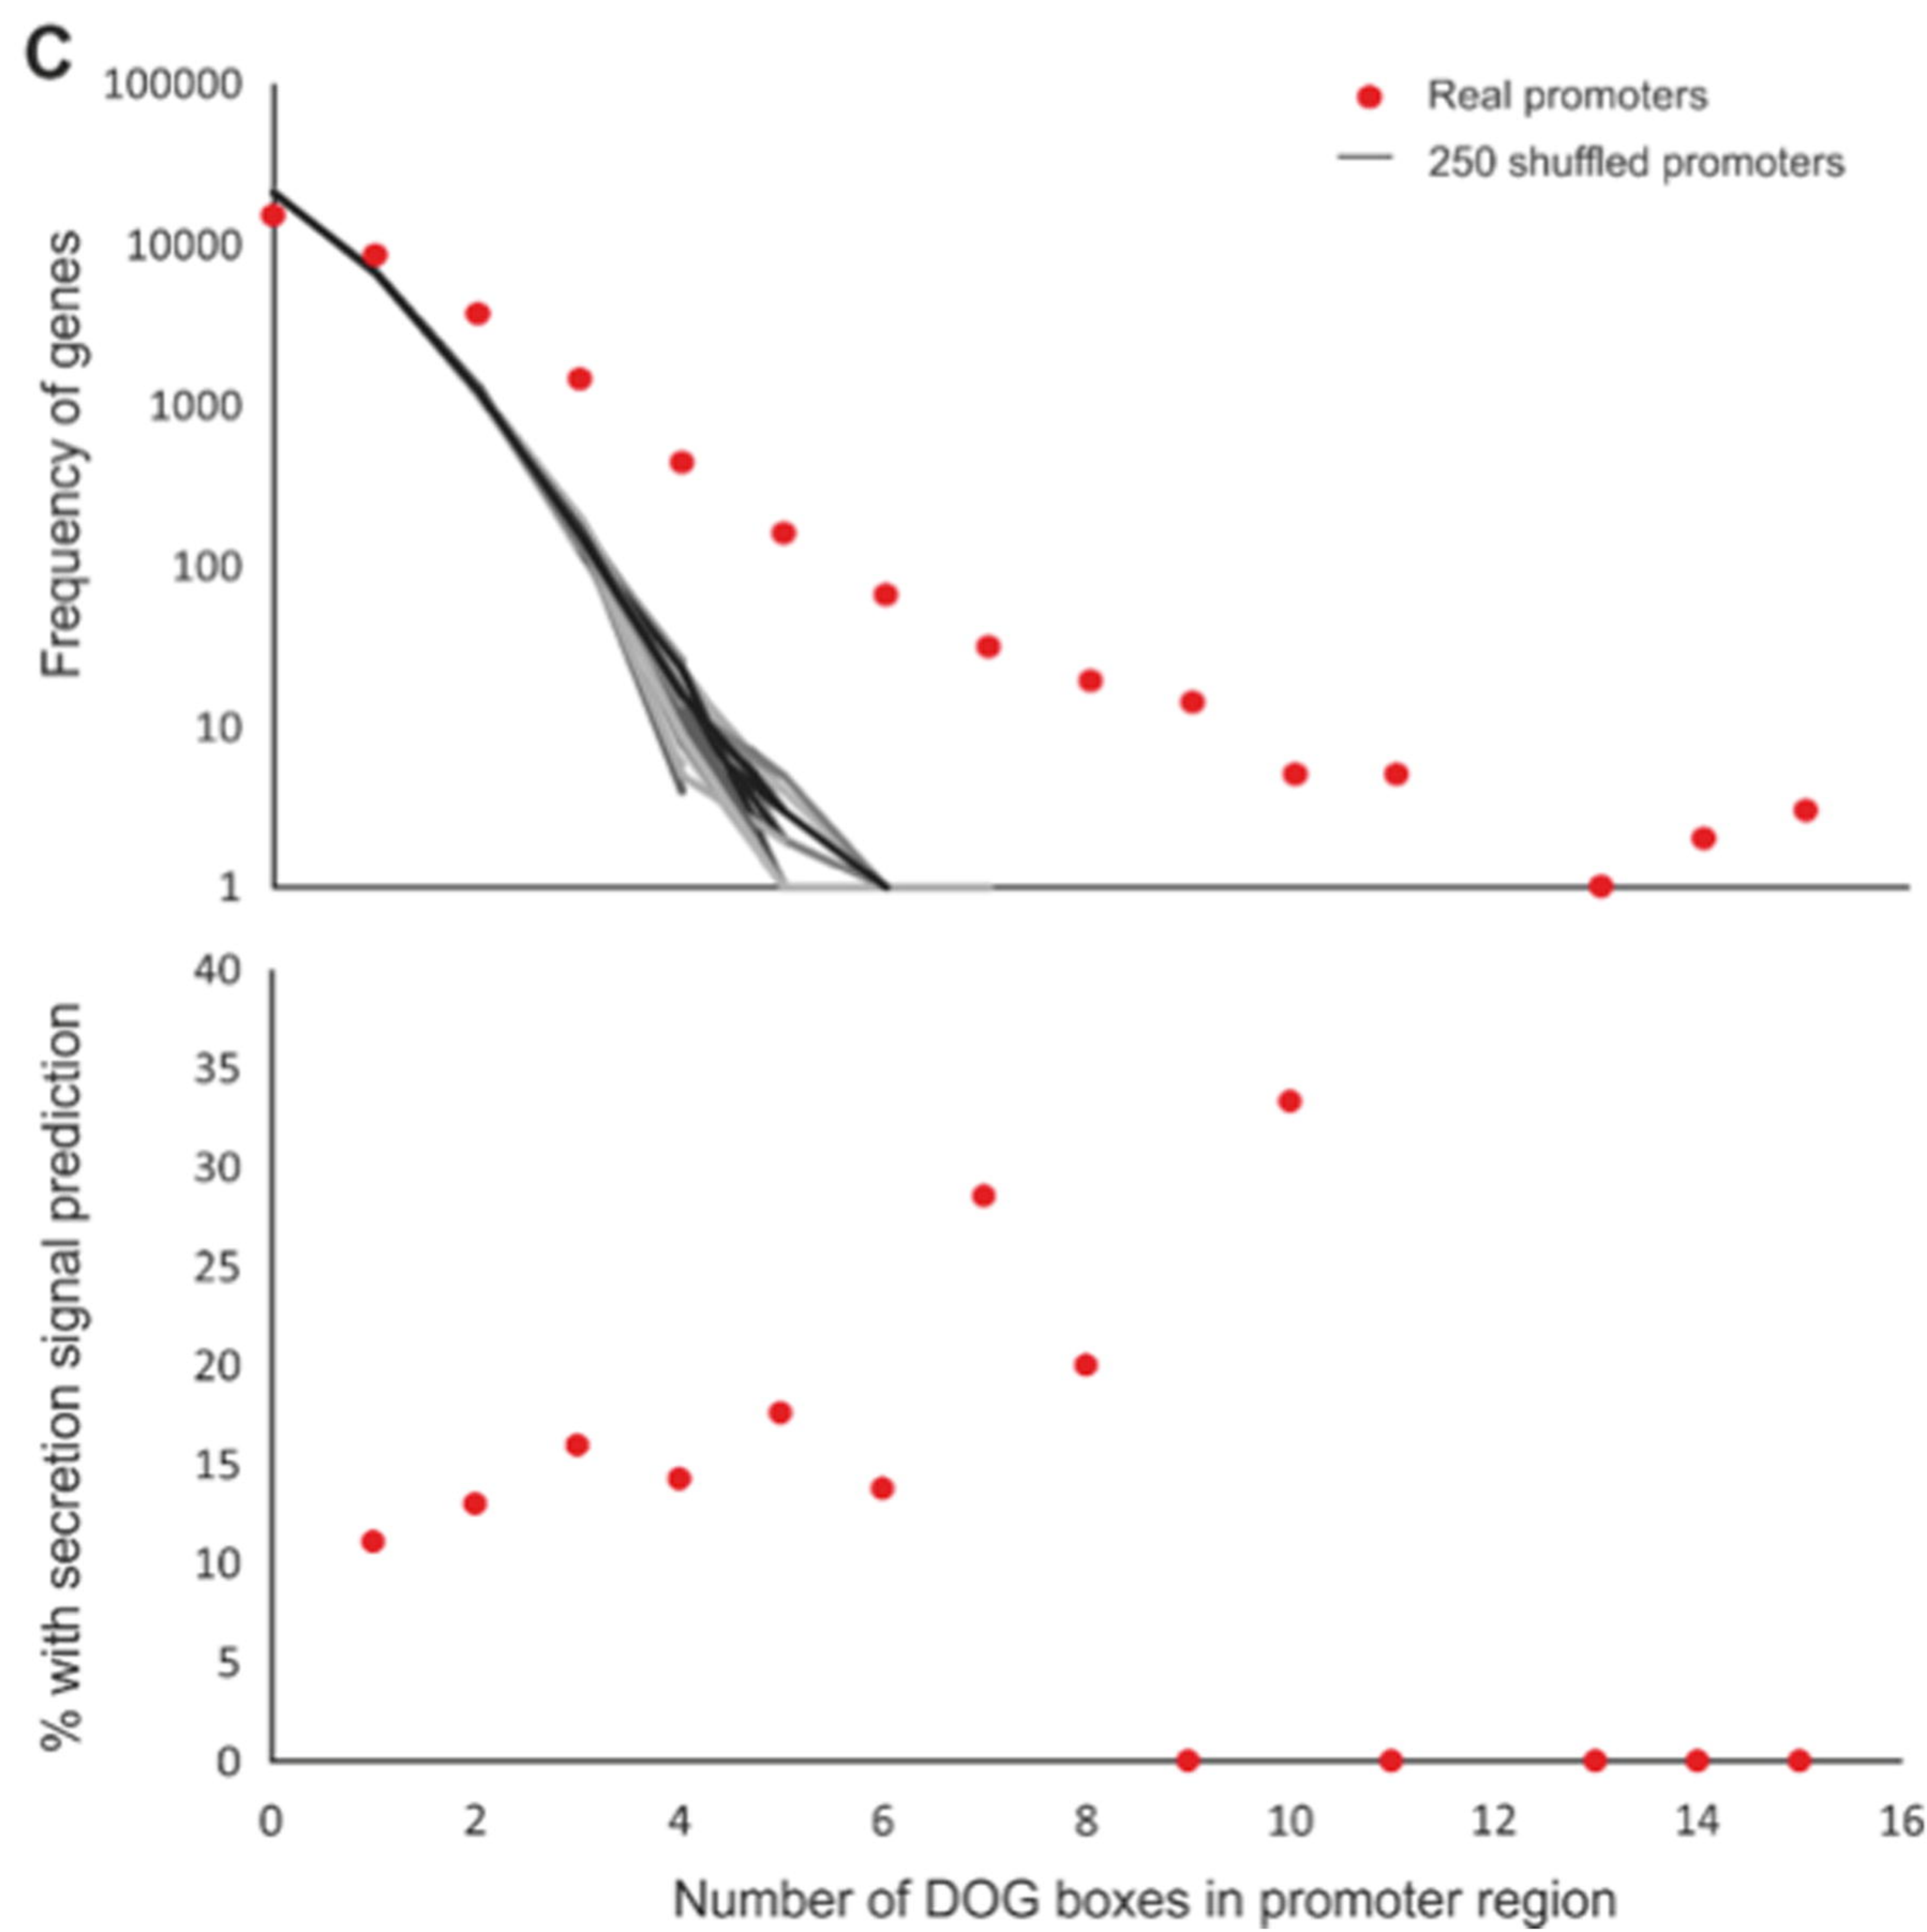 C
100000
10000
1000
100
10
1
Frequency of genes
Real promoters
250 shuffled promoters
40
35
30
25
20
15
10
5
0
% with secretion signal prediction
0 2 4 6 8 10 12 14 16
Number of DOG boxes in promoter region